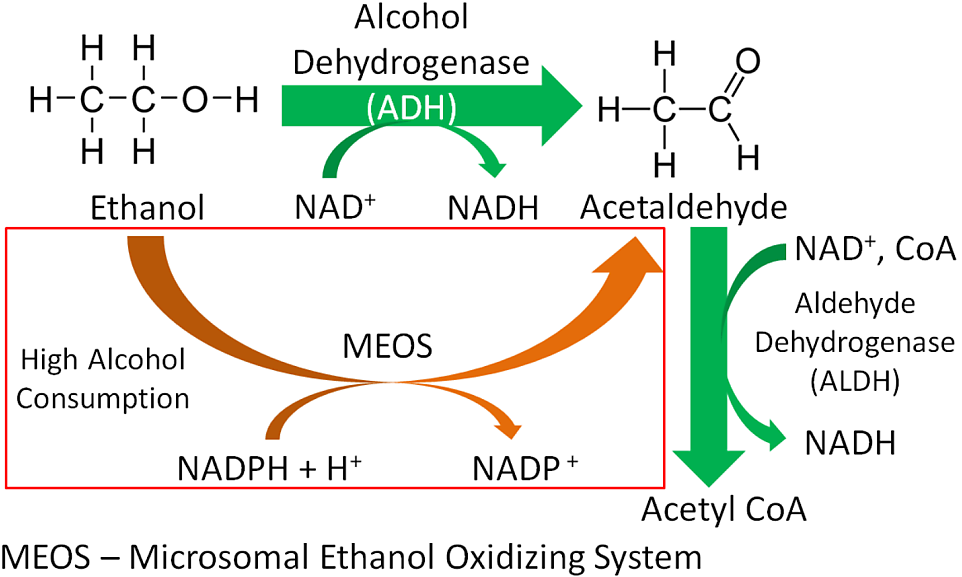 Alcohol
Dehydrogenase
(ADH)
H H
H–C–C–O–H
H H
H
H–C–C
O
H
H
Ethanol
NAD⁺
NADH
Acetaldehyde
NAD⁺, CoA
Aldehyde
Dehydrogenase
(ALDH)
NADH
High Alcohol
Consumption
MEOS
NADPH + H⁺
NADP ⁺
Acetyl CoA
MEOS – Microsomal Ethanol Oxidizing System